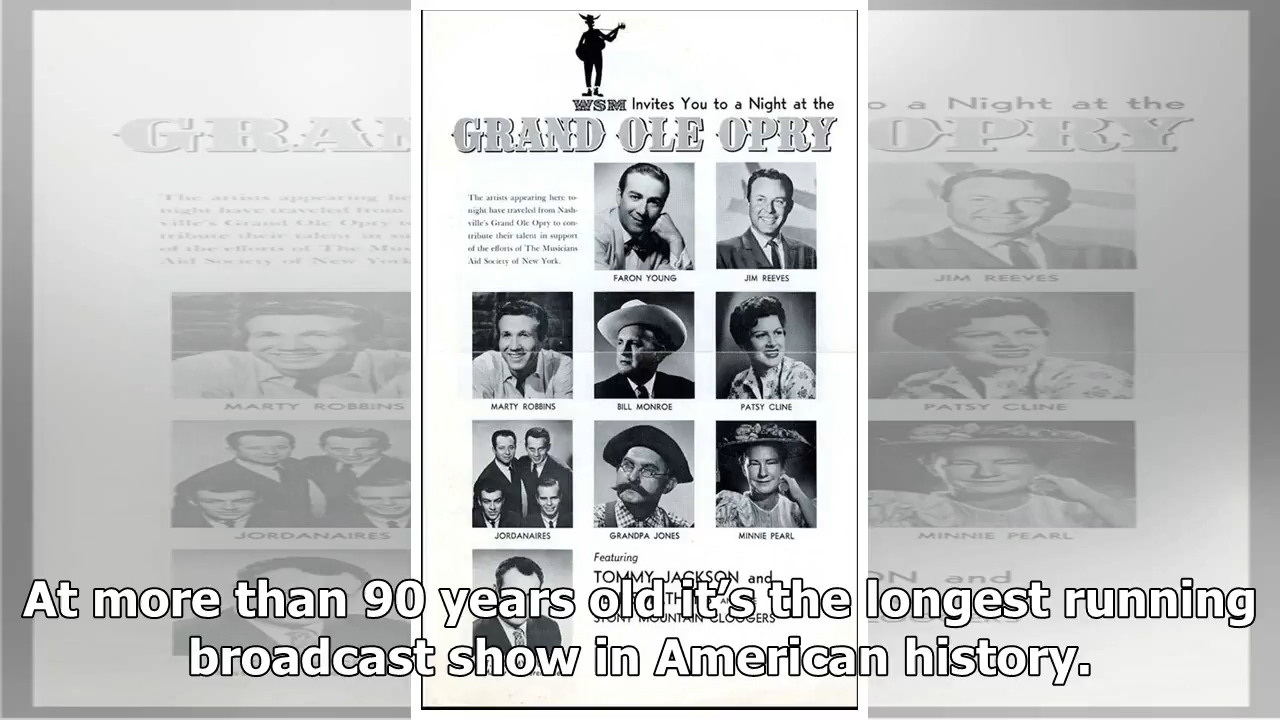 WSM Invites You to a Night at the
GRAND OLE OPRY
The artists appearing here to-
night have traveled from Nash-
ville's Grand Ole Opry to con-
tribute their talent in support
of the efforts of The Musicians
Aid Society of New York.
FARON YOUNG
JIM REEVES
MARTY ROBBINS
BILL MONROE
PATSY CLINE
JORDANAIRES
GRANDPA JONES
MINNIE PEARL
Featuring
TOMMY JACKSON and
STONY MOUNTAIN CLOGGERS
At more than 90 years old it's the longest running
broadcast show in American history.